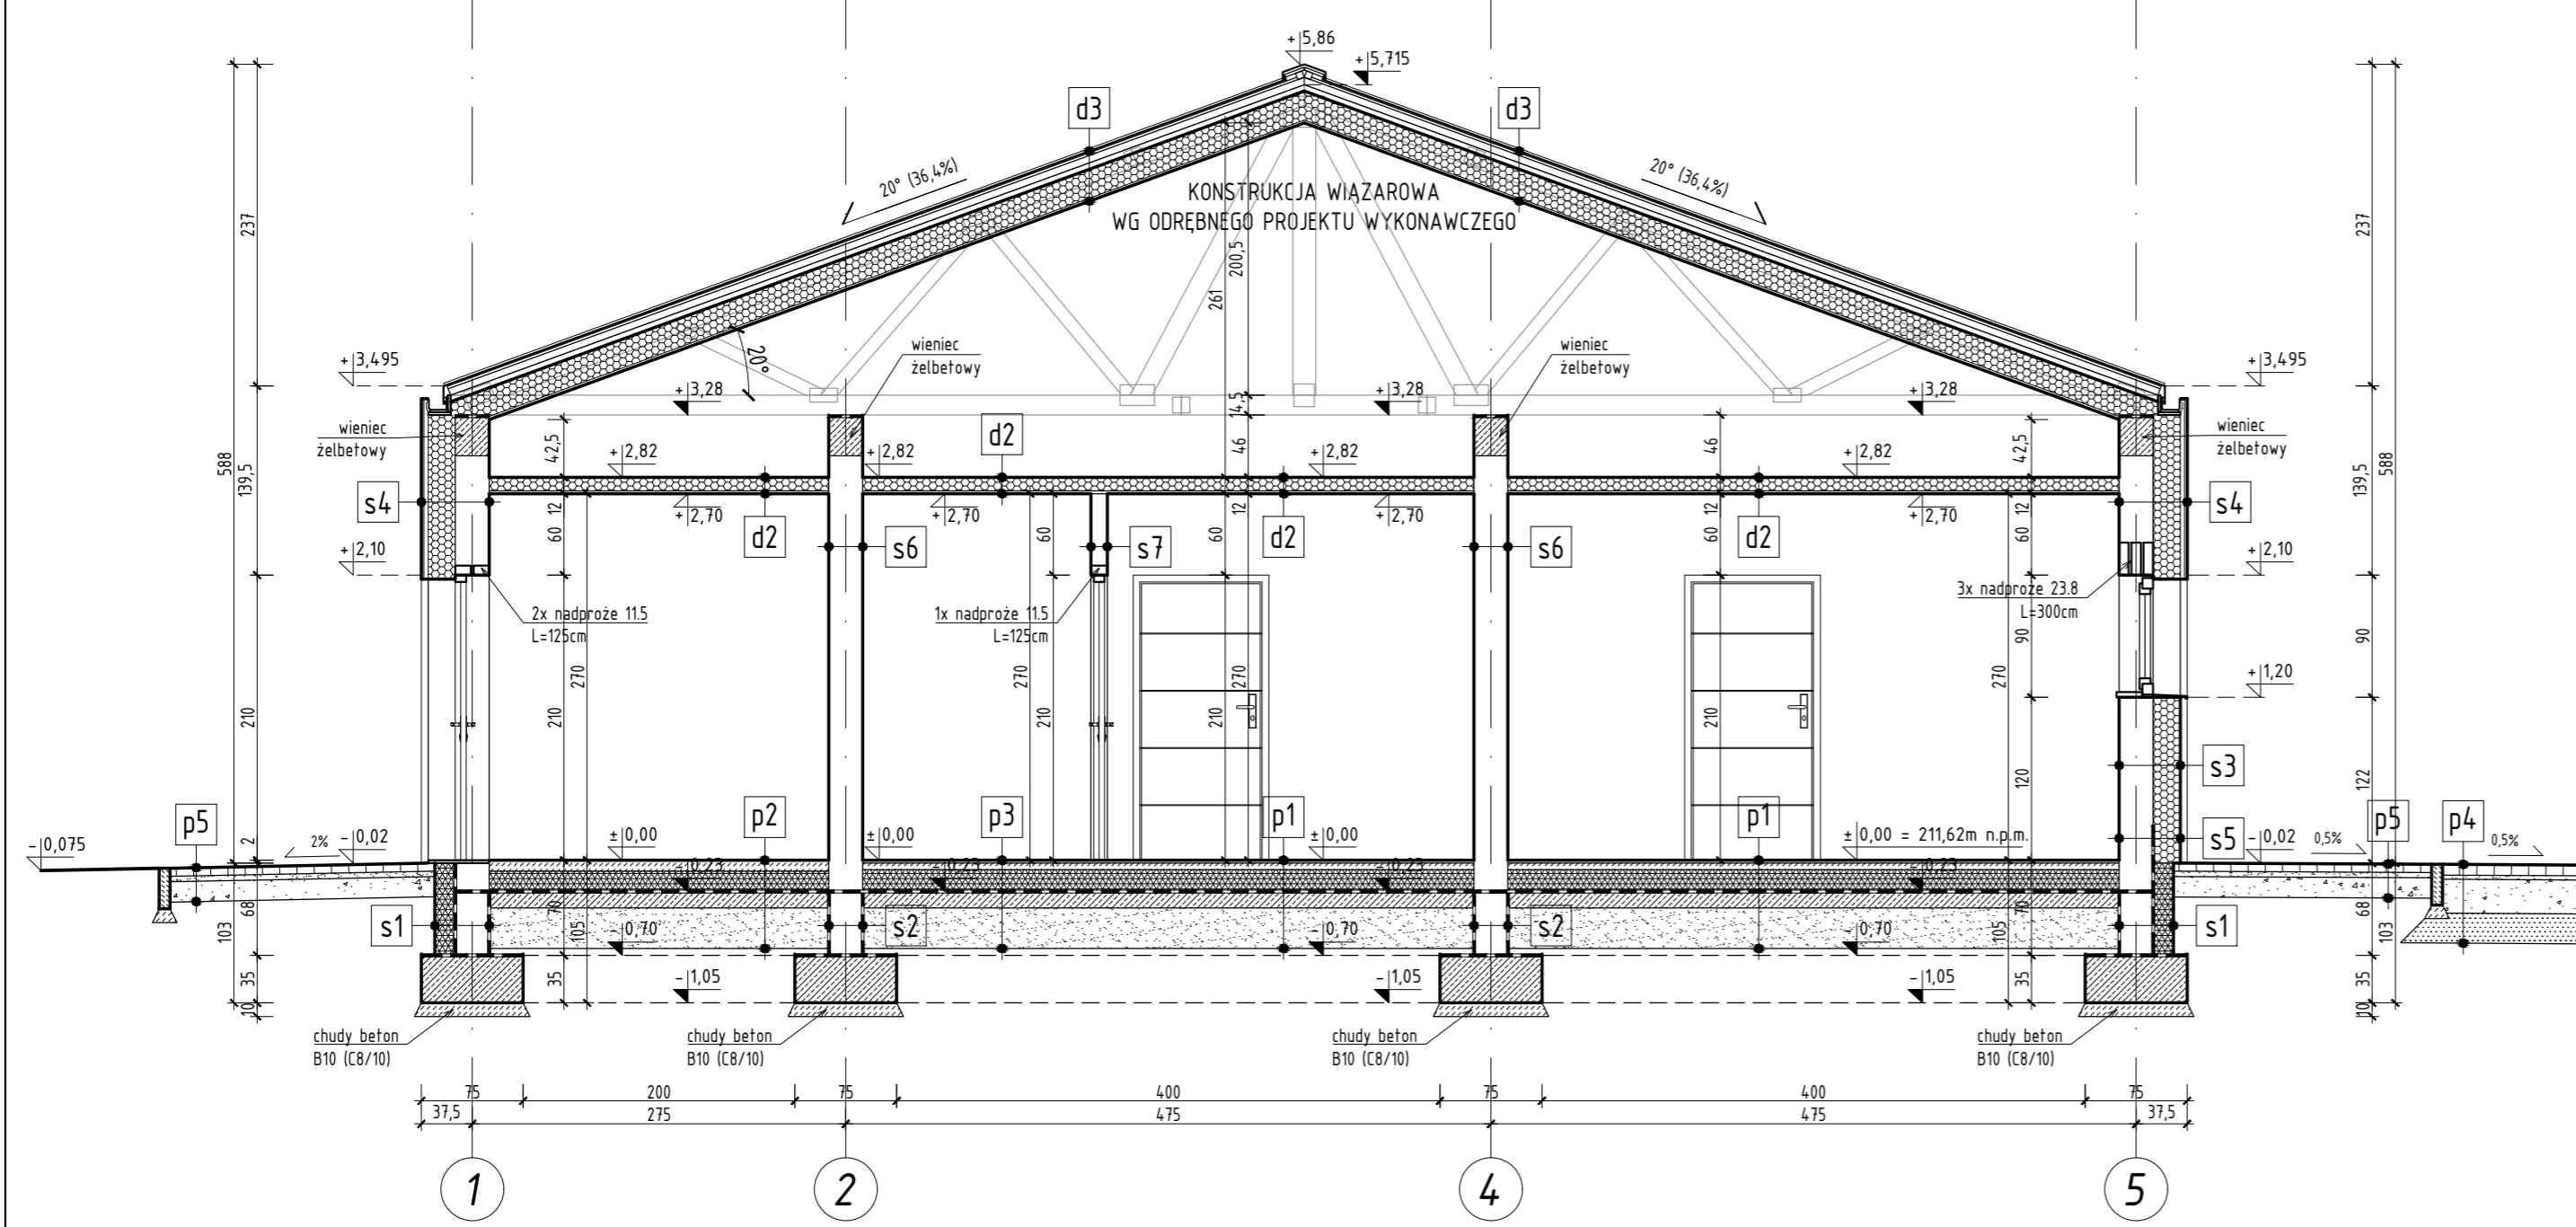 +5,86
+5,715
d3
d3
20° (36,4%)
20° (36,4%)
KONSTRUKCJA WIĄZAROWA
WG ODRĘBNEGO PROJEKTU WYKONAWCZEGO
237
237
200,5
261
20°
wieniec
żelbetowy
wieniec
żelbetowy
+3,495
+3,495
+3,28
+3,28
+3,28
14,5
wieniec
żelbetowy
wieniec
żelbetowy
588
139,5
42,5
46
46
42,5
139,5
588
d2
+2,82
+2,82
+2,82
+2,82
s4
s4
12
12
12
12
+2,70
+2,70
+2,70
+2,70
d2
d2
d2
s6
s7
s6
60
60
60
60
60
+2,10
+2,10
2x nadproże 11.5
L=125cm
1x nadproże 11.5
L=125cm
3x nadproże 23.8
L=300cm
90
90
270
270
270
270
+1,20
210
210
210
210
210
120
122
s3
p5
p2
p3
p1
p1
p5
p4
-0,075
2%
-0,02
2
±0,00
±0,00
±0,00
±0,00 = 211,62m n.p.m.
s5
-0,02
0,5%
0,5%
-0,23
-0,23
-0,23
-0,23
s1
s2
s2
s1
68
103
70
105
-0,70
-0,70
-0,70
70
105
68
103
35
35
35
35
-1,05
-1,05
-1,05
10
10
chudy beton
B10 (C8/10)
chudy beton
B10 (C8/10)
chudy beton
B10 (C8/10)
chudy beton
B10 (C8/10)
75
200
75
400
75
400
75
37,5
275
475
475
37,5
1
2
4
5